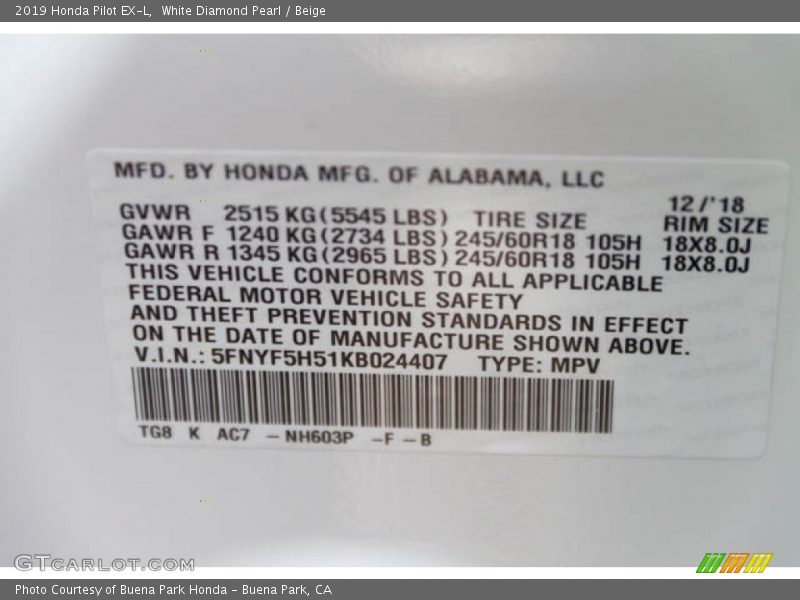 2019 Honda Pilot EX-L, White Diamond Pearl / Beige
MFD. BY HONDA MFG. OF ALABAMA, LLC
12/'18
GVWR 2515 KG (5545 LBS) TIRE SIZE RIM SIZE
GAWR F 1240 KG (2734 LBS) 245/60R18 105H 18X8.0J
GAWR R 1345 KG (2965 LBS) 245/60R18 105H 18X8.0J
THIS VEHICLE CONFORMS TO ALL APPLICABLE
FEDERAL MOTOR VEHICLE SAFETY
AND THEFT PREVENTION STANDARDS IN EFFECT
ON THE DATE OF MANUFACTURE SHOWN ABOVE.
V.I.N.: 5FNYF5H51KB024407 TYPE: MPV
TG8 K AC7 - NH603P - F - B
GTCARLOT.COM
Photo Courtesy of Buena Park Honda - Buena Park, CA